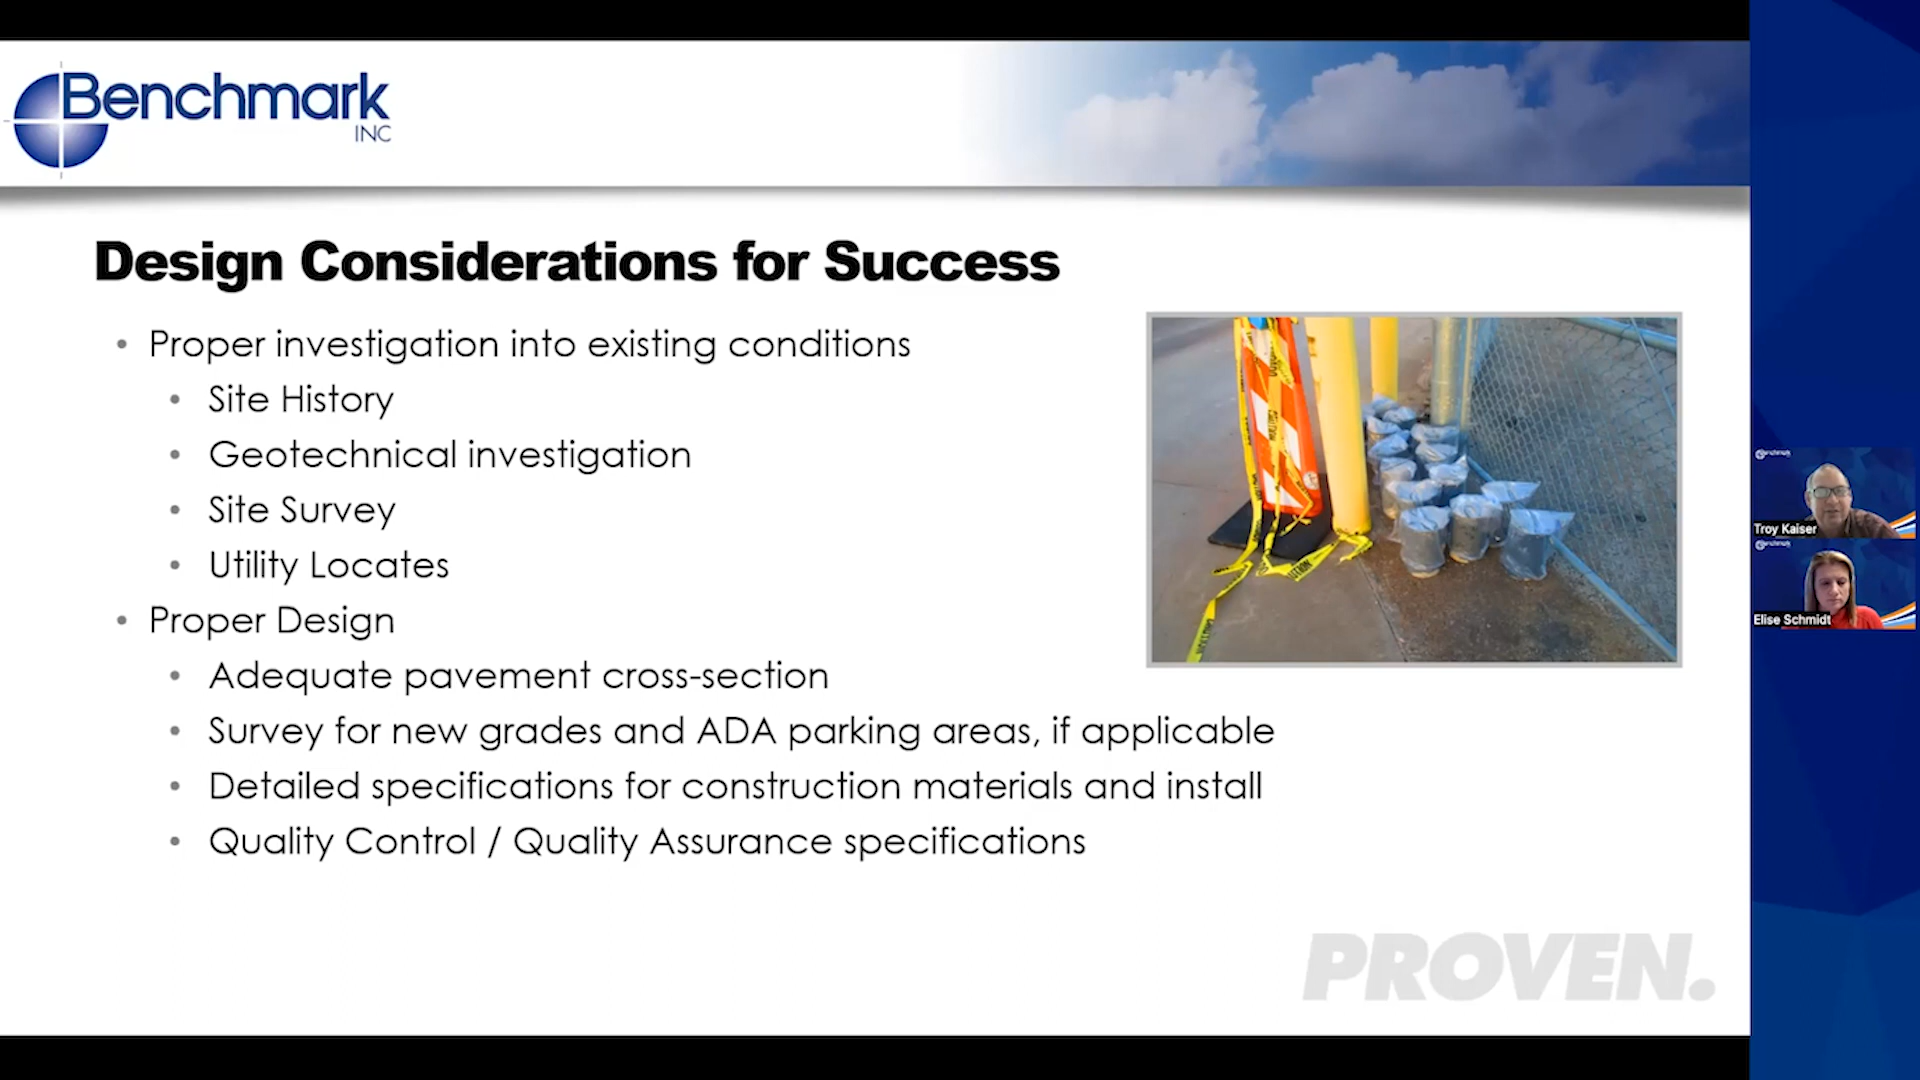 Benchmark
INC
Design Considerations for Success
• Proper investigation into existing conditions
• Site History
• Geotechnical investigation
• Site Survey
• Utility Locates
• Proper Design
• Adequate pavement cross-section
• Survey for new grades and ADA parking areas, if applicable
• Detailed specifications for construction materials and install
• Quality Control / Quality Assurance specifications
PROVEN.
Benchmark
Troy Kaiser
Benchmark
Elise Schmidt